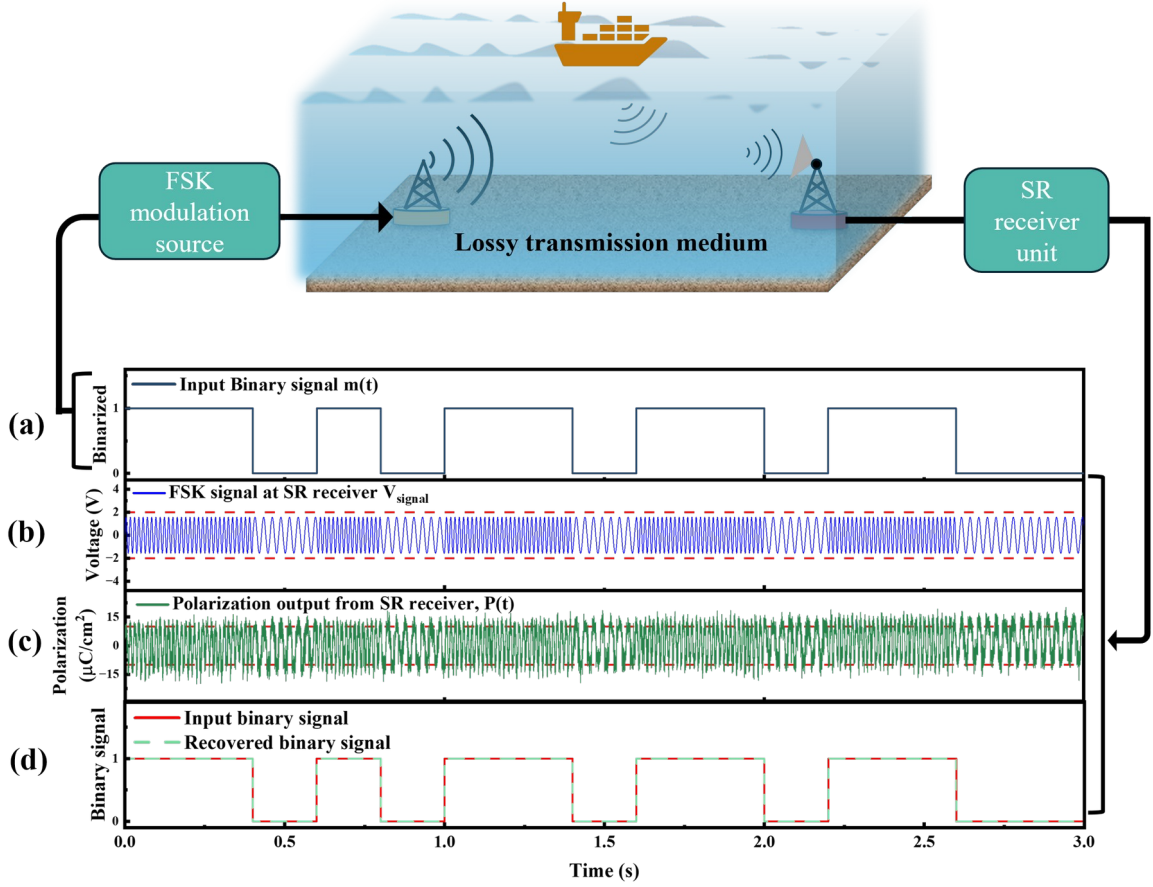 FSK
modulation
source
SR
receiver
unit
Lossy transmission medium
(a)
Binarized
1
0
Input Binary signal m(t)
(b)
Voltage (V)
4
2
0
−2
−4
FSK signal at SR receiver V_signal
(c)
Polarization
(μC/cm²)
15
0
−15
Polarization output from SR receiver, P(t)
(d)
Binary signal
1
0
Input binary signal
Recovered binary signal
0.0 0.5 1.0 1.5 2.0 2.5 3.0
Time (s)